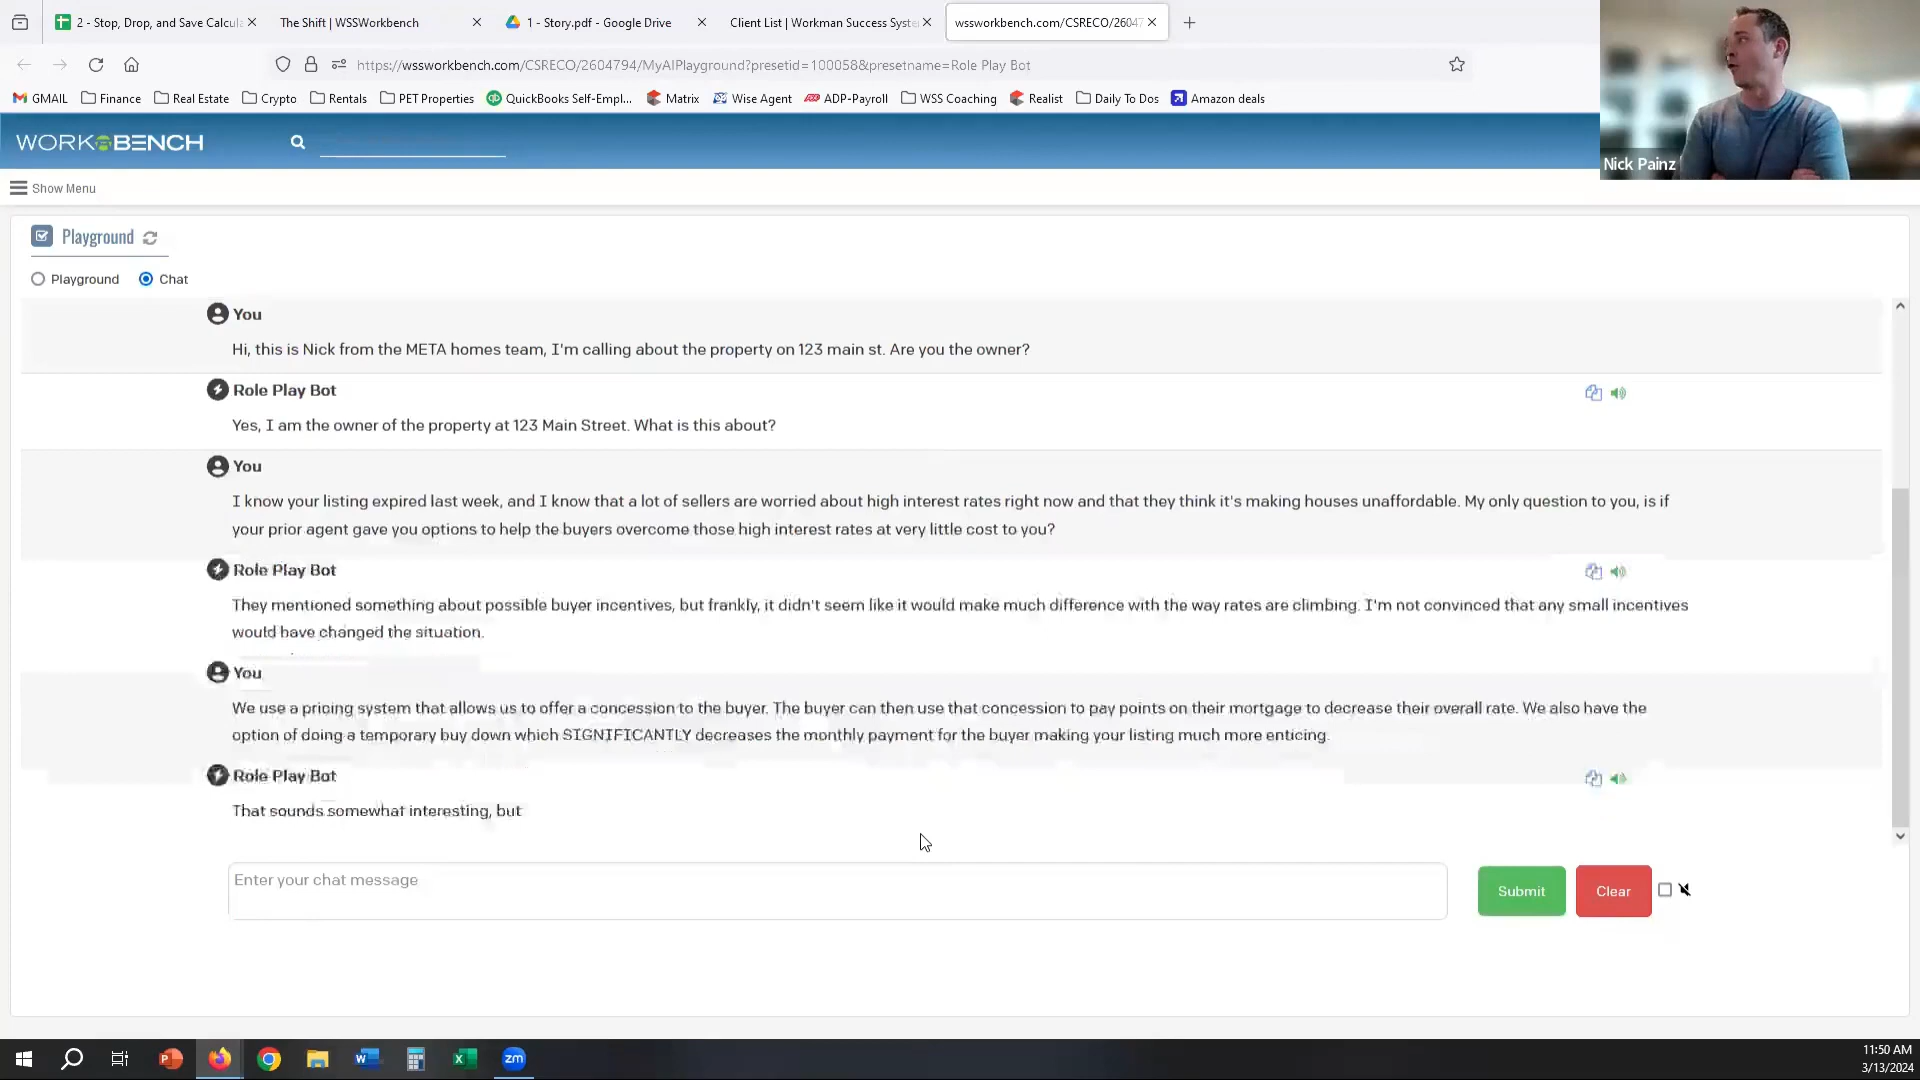 2 - Stop, Drop, and Save Calcul
The Shift | WSSWorkbench
1 - Story.pdf - Google Drive
Client List | Workman Success Syste
wssworkbench.com/CSRECO/26047
https://wssworkbench.com/CSRECO/2604794/MyAIPlayground?presetid=100058&presetname=Role Play Bot
GMAIL
Finance
Real Estate
Crypto
Rentals
PET Properties
QuickBooks Self-Empl...
Matrix
Wise Agent
ADP-Payroll
WSS Coaching
Realist
Daily To Dos
Amazon deals
WORKBENCH
Nick Painz
Show Menu
Playground
Playground
Chat
You
Hi, this is Nick from the META homes team, I'm calling about the property on 123 main st. Are you the owner?
Role Play Bot
Yes, I am the owner of the property at 123 Main Street. What is this about?
You
I know your listing expired last week, and I know that a lot of sellers are worried about high interest rates right now and that they think it's making houses unaffordable. My only question to you, is if
your prior agent gave you options to help the buyers overcome those high interest rates at very little cost to you?
Role Play Bot
They mentioned something about possible buyer incentives, but frankly, it didn't seem like it would make much difference with the way rates are climbing. I'm not convinced that any small incentives
would have changed the situation.
You
We use a pricing system that allows us to offer a concession to the buyer. The buyer can then use that concession to pay points on their mortgage to decrease their overall rate. We also have the
option of doing a temporary buy down which SIGNIFICANTLY decreases the monthly payment for the buyer making your listing much more enticing.
Role Play Bot
That sounds somewhat interesting, but
Enter your chat message
Submit
Clear
zm
11:50 AM
3/13/2024